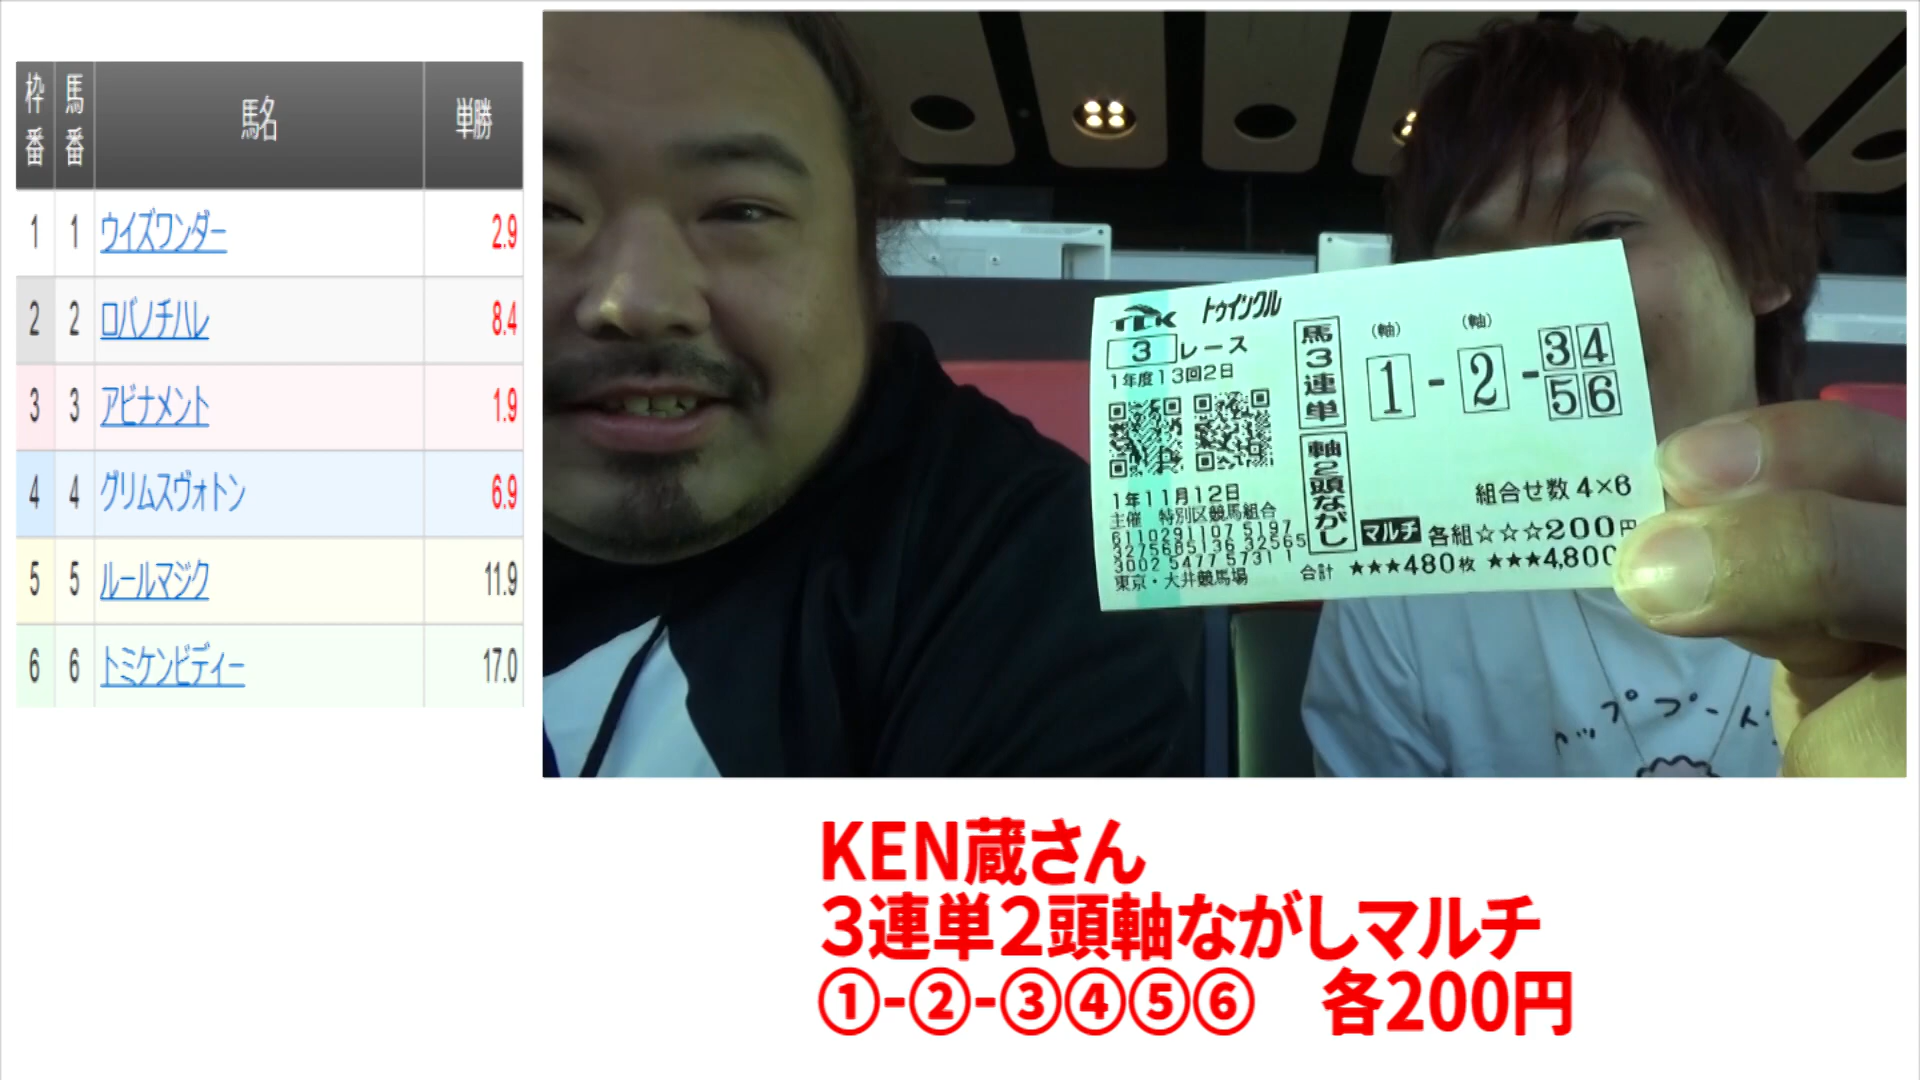 枠番 馬番 馬名 単勝
1 1 ウイズワンダー 2.9
2 2 ロバノチハレ 8.4
3 3 アビナメント 1.9
4 4 グリムスヴォトン 6.9
5 5 ルールマジク 11.9
6 6 トミケンビディー 17.0
TCK トゥインクル
3 レース
1年度13回2日
1年11月12日
主催 特別区競馬組合
東京・大井競馬場
馬3連単
軸2頭ながし
(軸) (軸)
1 - 2 - 3 4
5 6
組合せ数 4×6
マルチ 各組☆☆☆200円
合計 ★★★480枚 ★★★4,800
KEN蔵さん
３連単２頭軸ながしマルチ
①-②-③④⑤⑥ 各200円